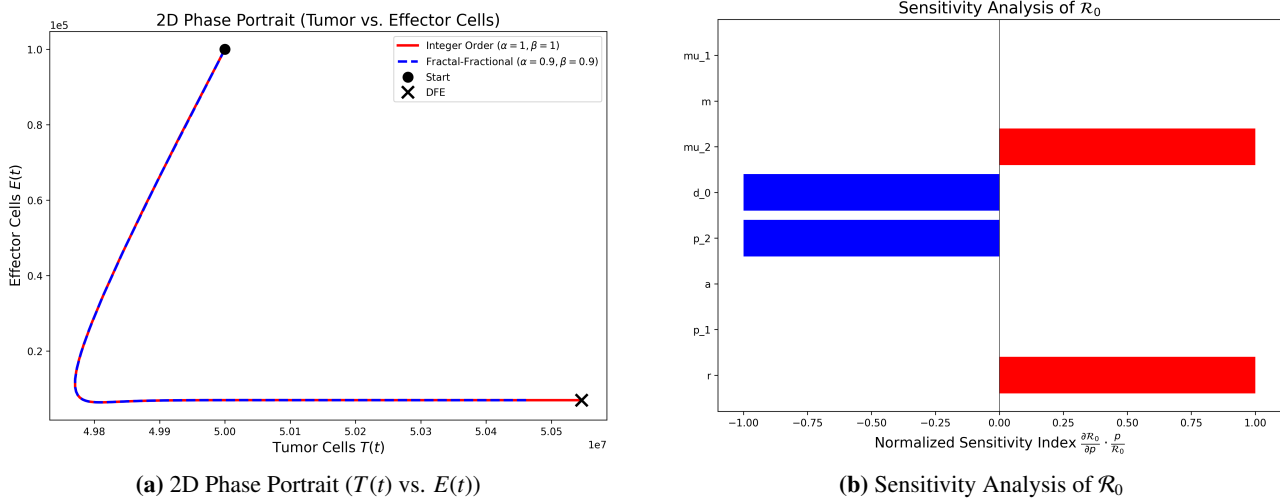 2D Phase Portrait (Tumor vs. Effector Cells)
1e5
Integer Order (α = 1, β = 1)
Fractal-Fractional (α = 0.9, β = 0.9)
Start
DFE
1.0
0.8
0.6
0.4
0.2
Effector Cells E(t)
4.98 4.99 5.00 5.01 5.02 5.03 5.04 5.05
1e7
Tumor Cells T(t)
(a) 2D Phase Portrait (T(t) vs. E(t))
Sensitivity Analysis of ℛ₀
mu_1
m
mu_2
d_0
p_2
a
p_1
r
−1.00 −0.75 −0.50 −0.25 0.00 0.25 0.50 0.75 1.00
Normalized Sensitivity Index ∂ℛ₀/∂p · p/ℛ₀
(b) Sensitivity Analysis of ℛ₀